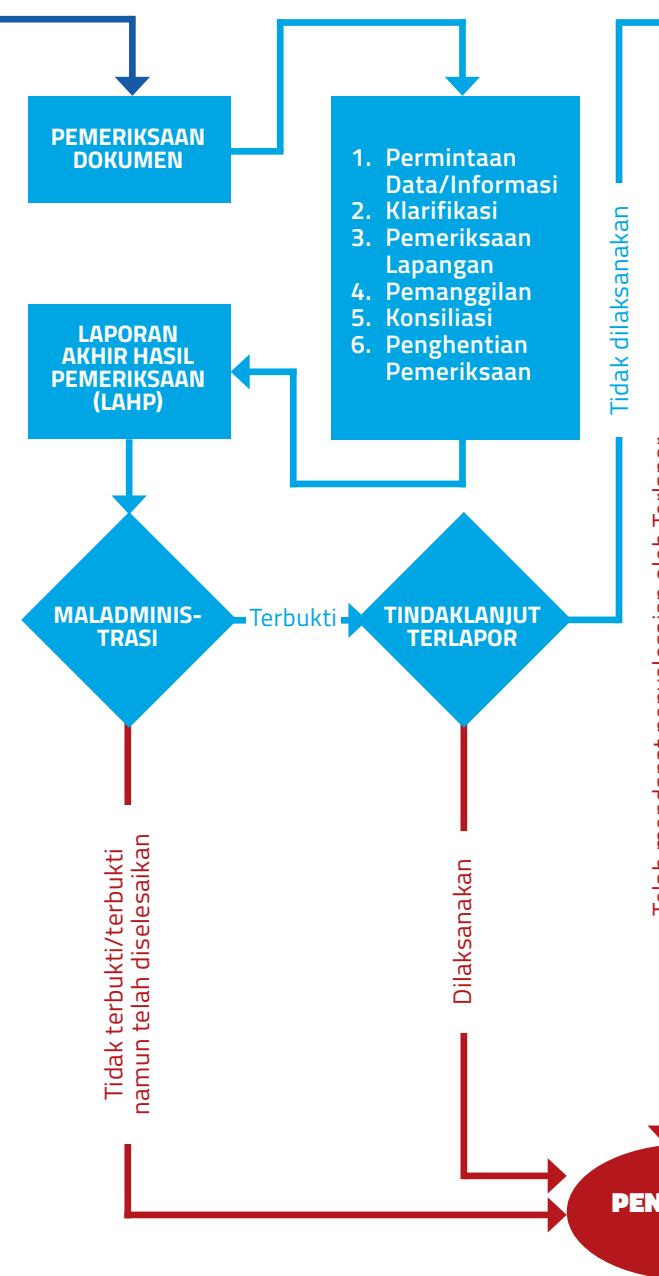 PEMERIKSAAN
DOKUMEN
1. Permintaan
Data/Informasi
2. Klarifikasi
3. Pemeriksaan
Lapangan
4. Pemanggilan
5. Konsiliasi
6. Penghentian
Pemeriksaan
LAPORAN
AKHIR HASIL
PEMERIKSAAN
(LAHP)
MALADMINIS-
TRASI
Terbukti
TINDAKLANJUT
TERLAPOR
Tidak dilaksanakan
Tidak terbukti/terbukti
namun telah diselesaikan
Dilaksanakan
PEN